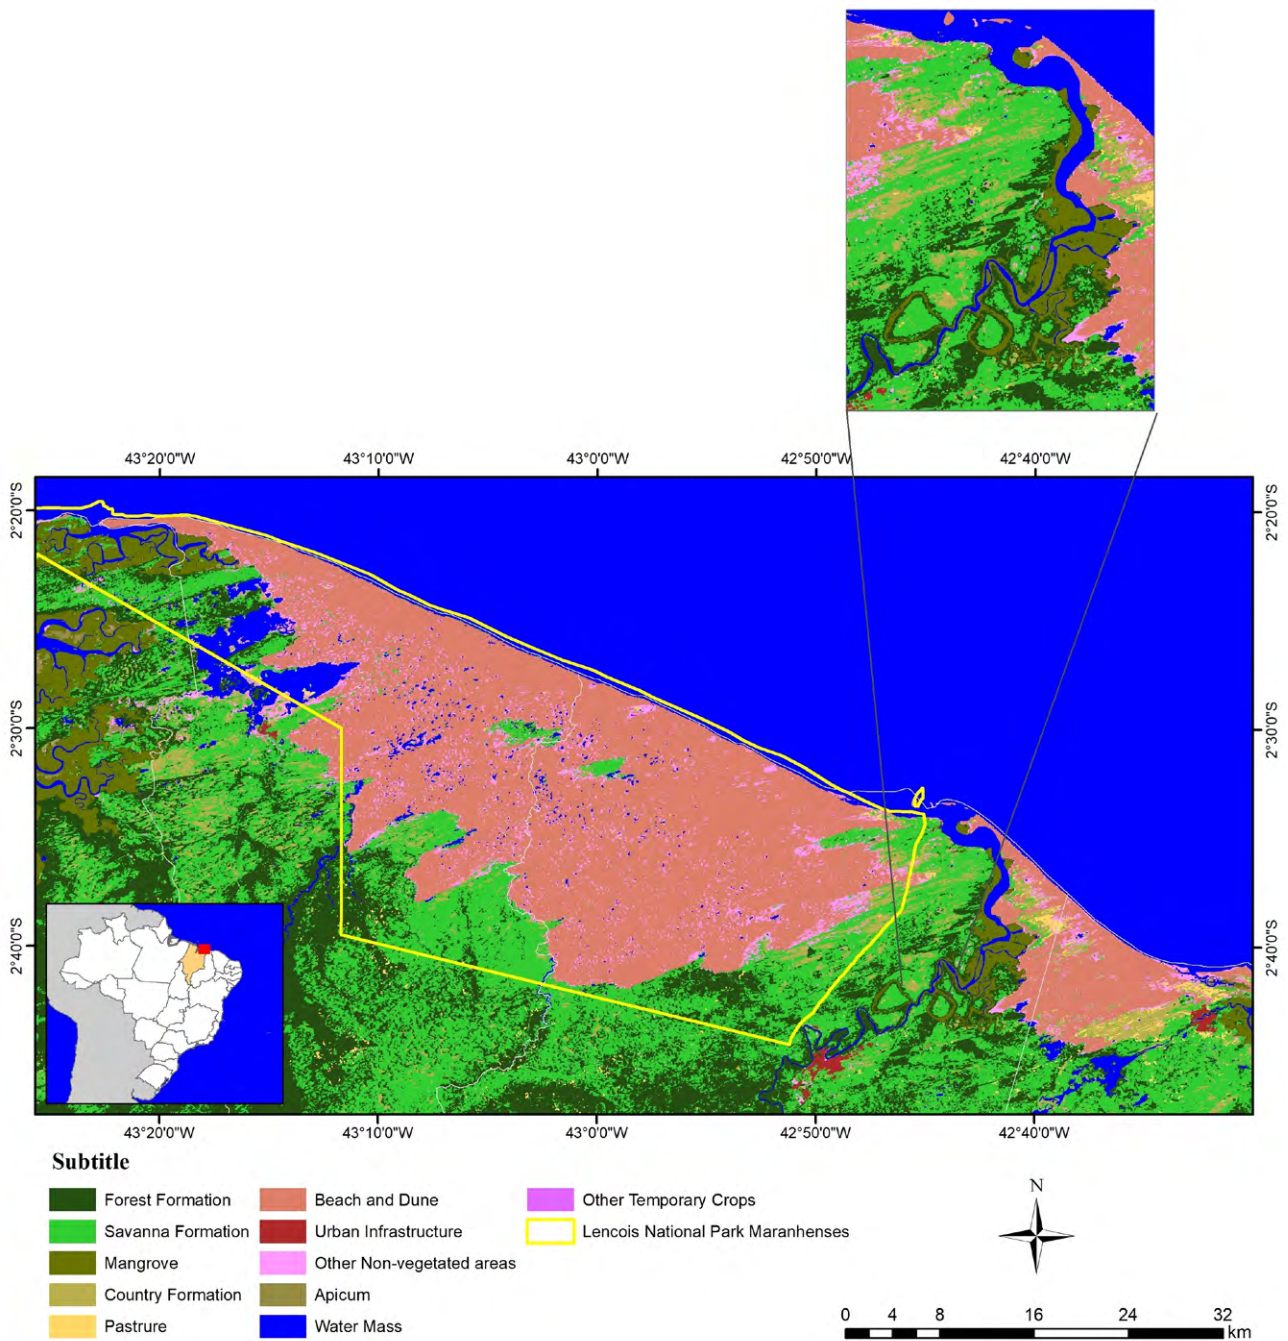 43°20'0"W 43°10'0"W 43°0'0"W 42°50'0"W 42°40'0"W
2°20'0"S 2°20'0"S
2°30'0"S 2°30'0"S
2°40'0"S 2°40'0"S
43°20'0"W 43°10'0"W 43°0'0"W 42°50'0"W 42°40'0"W
Subtitle
Forest Formation
Savanna Formation
Mangrove
Country Formation
Pastrure
Beach and Dune
Urban Infrastructure
Other Non-vegetated areas
Apicum
Water Mass
Other Temporary Crops
Lencois National Park Maranhenses
N
0 4 8 16 24 32
km